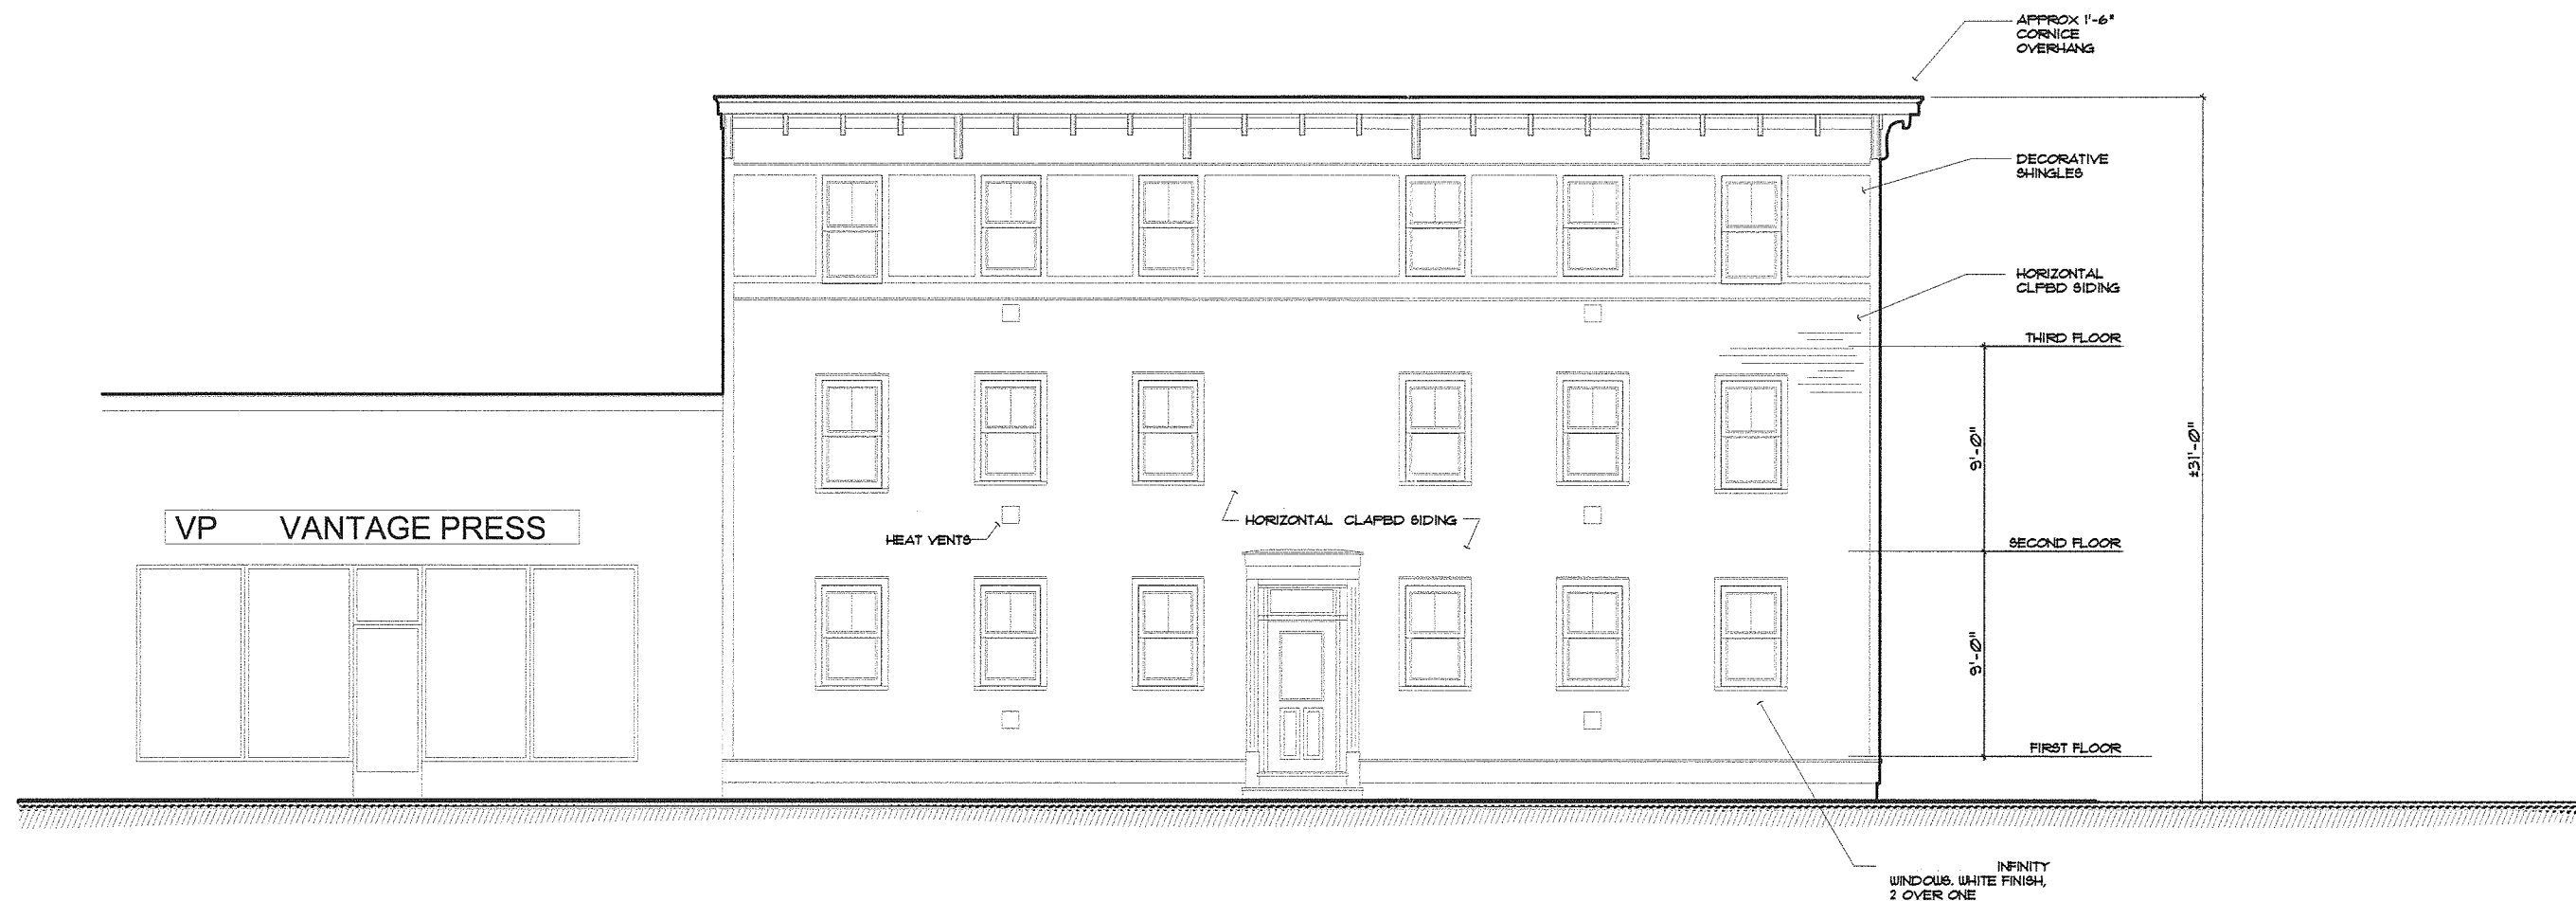 APPROX 1'-6"
CORNICE
OVERHANG
DECORATIVE
SHINGLES
HORIZONTAL
CLPBD SIDING
THIRD FLOOR
9'-0"
±31'-0"
VP VANTAGE PRESS
HEAT VENTS
HORIZONTAL CLAPBD SIDING
SECOND FLOOR
9'-0"
FIRST FLOOR
INFINITY
WINDOWS. WHITE FINISH,
2 OVER ONE